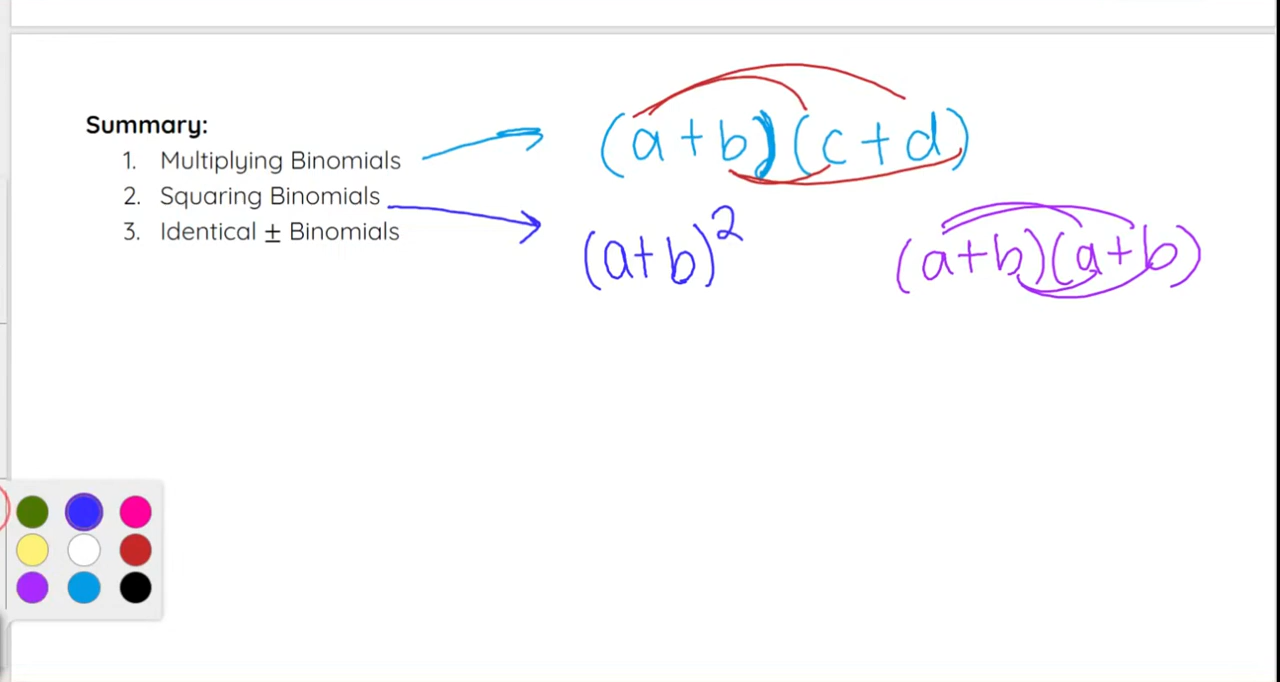 Summary:
1. Multiplying Binomials
(a+b)(c+d)
2. Squaring Binomials
(a+b)²
(a+b)(a+b)
3. Identical ± Binomials